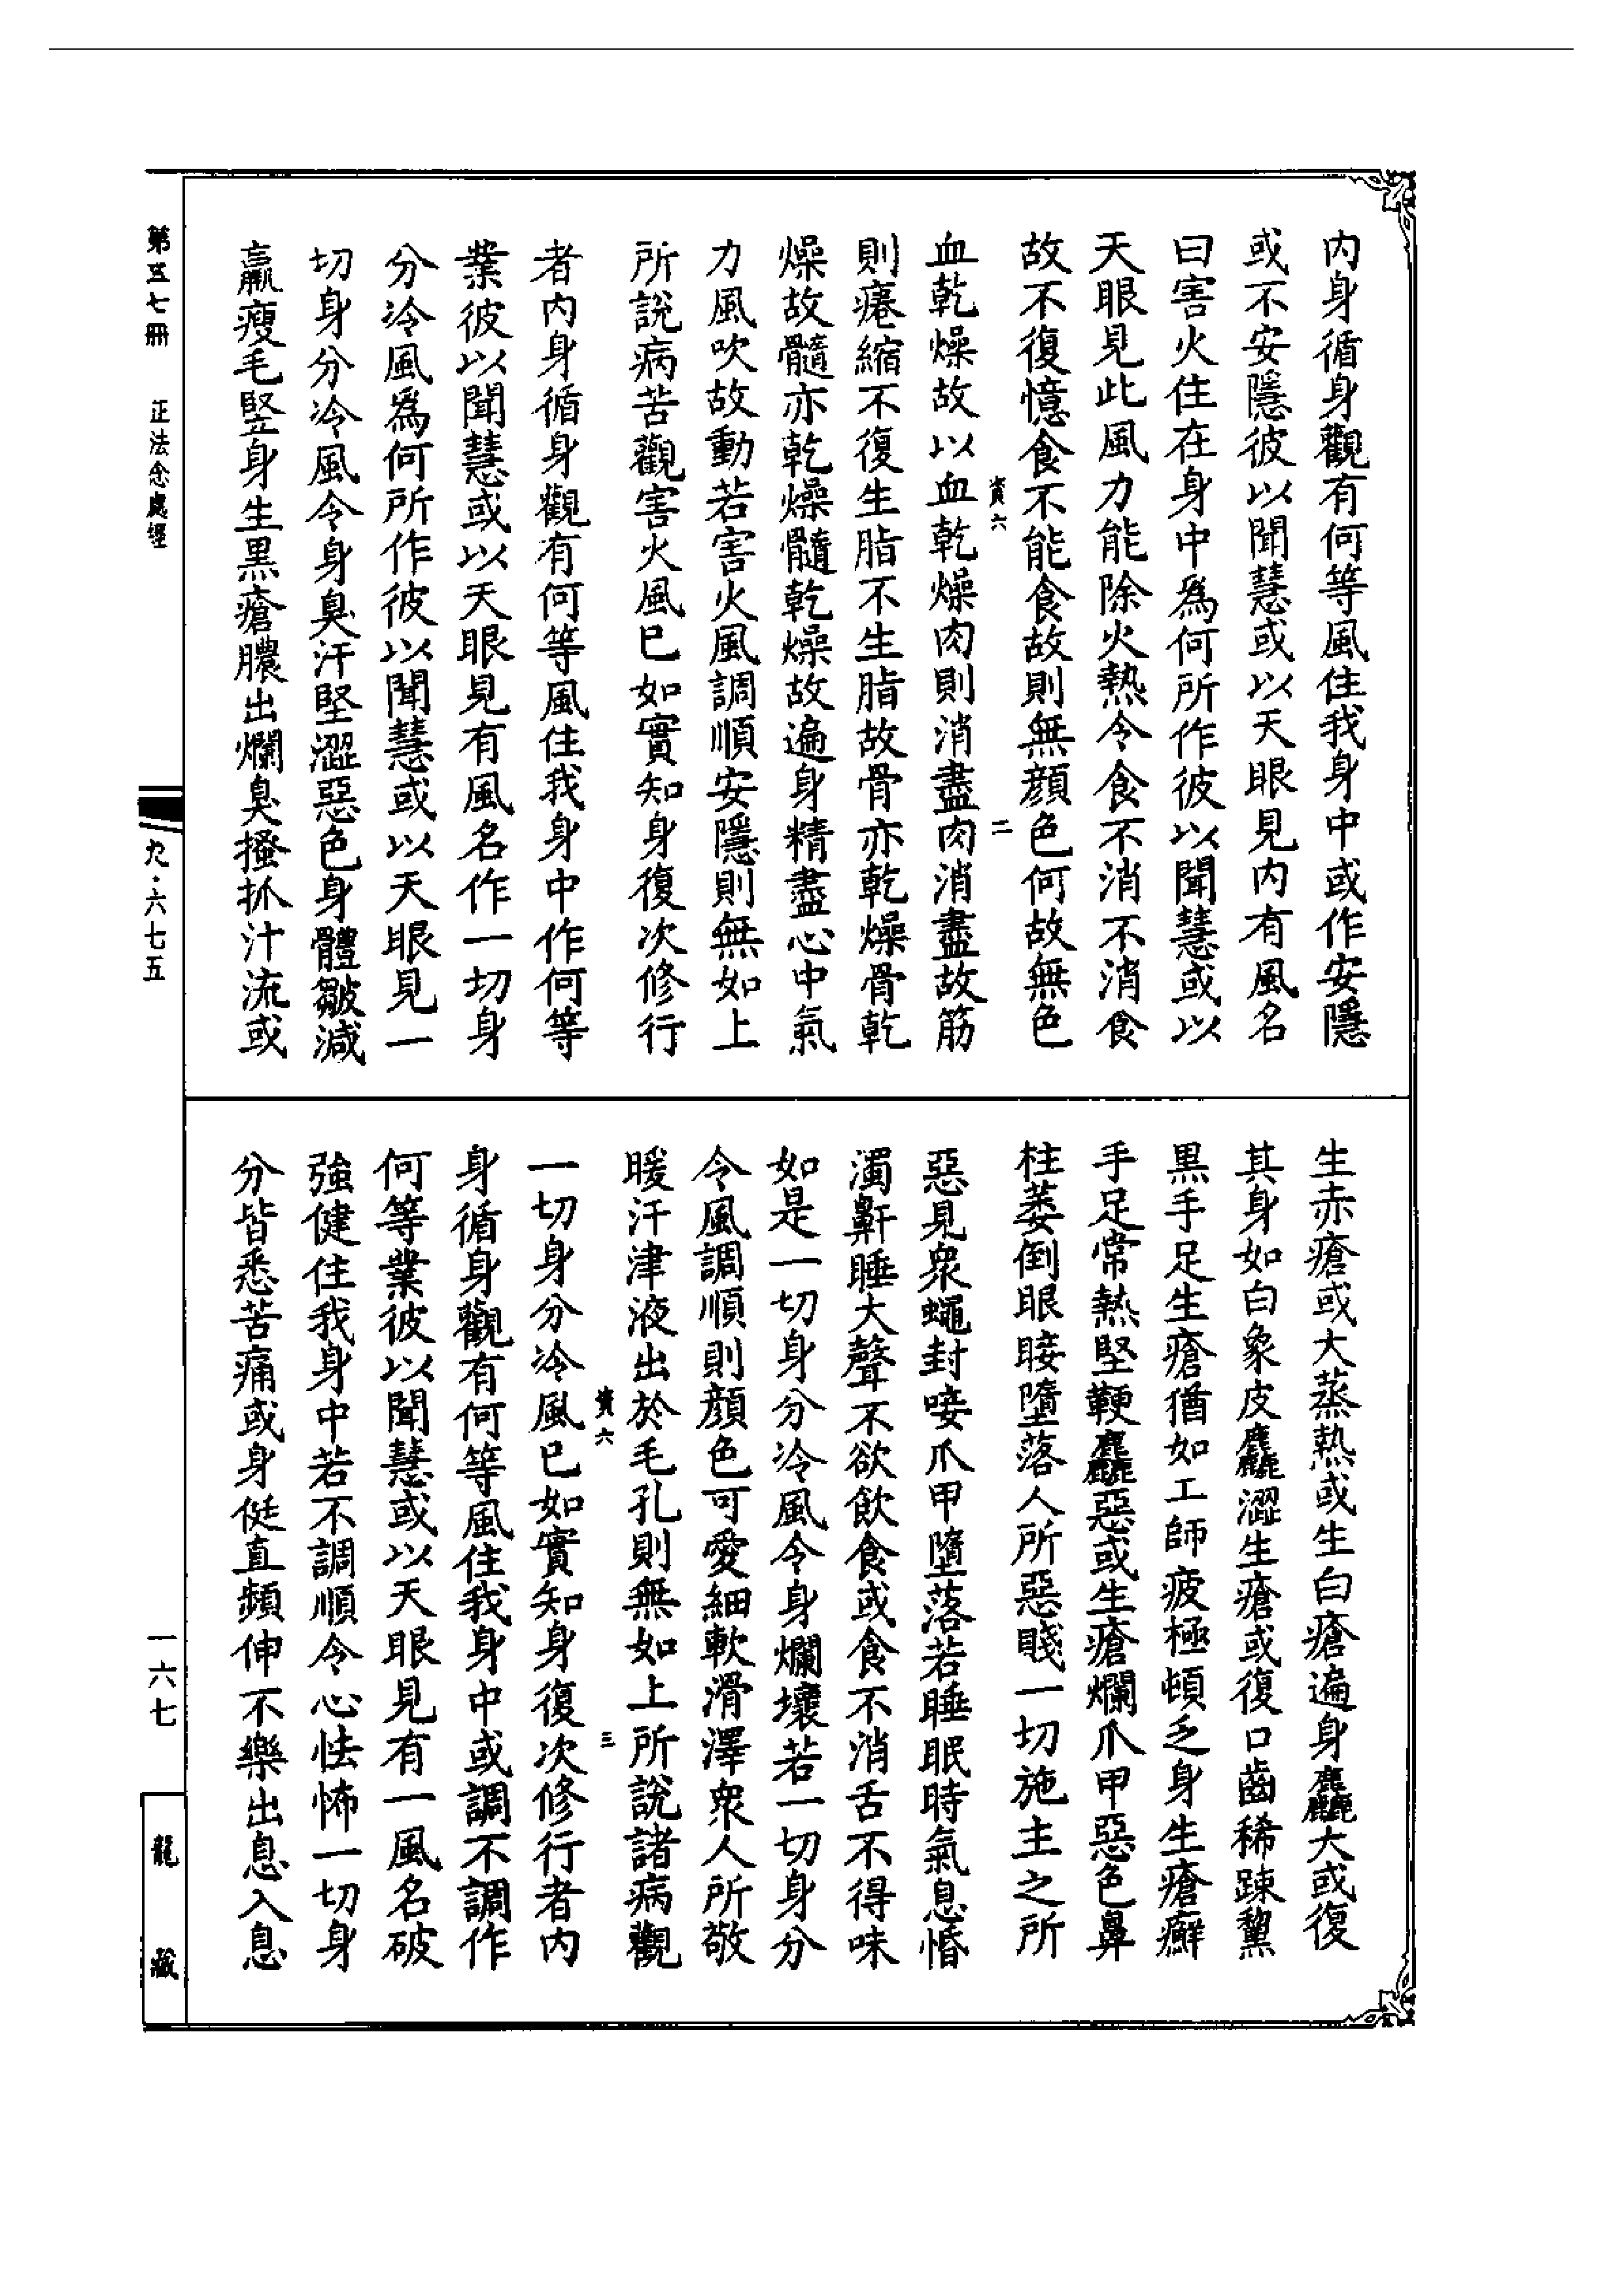 内身循身觀有何等風住我身中或作安隱
或不安隱彼以聞慧或以天眼見内有風名
曰害火住在身中為何所作彼以聞慧或以
天眼見此風力能除火熱令食不消不消食
故不復憶食不能食故則無顔色何故無色
資六 二
血乾燥故以血乾燥肉則消盡肉消盡故筋
則瘘縮不復生脂不生脂故骨亦乾燥骨乾
燥故髓亦乾燥髓乾燥故遍身精盡心中氣
力風吹故動若害火風調順安隱則無如上
所說病苦觀害火風已如實知身復次修行
者内身循身觀有何等風住我身中作何等
業彼以聞慧或以天眼見有風名作一切身
分冷風為何所作彼以聞慧或以天眼見一
切身分冷風令身臭汗堅澀惡色身體皺減
羸瘦毛竪身生黑瘡膿出爛臭搔抓汁流或
生赤瘡或大蒸熱或生白瘡遍身麤大或復
其身如白象皮麤澀生瘡或復口齒稀踈黧
黑手足生瘡猶如工師疲極頓乏身生瘡癬
手足常熱堅鞕麤惡或生瘡爛爪甲惡色鼻
柱萎倒眼睫墮落人所惡賤一切施主之所
惡見衆蠅封唼爪甲墮落若睡眠時氣息惛
濁鼾睡大聲不欲飲食或食不消舌不得味
如是一切身分冷風令身爛壞若一切身分
令風調順則顔色可愛細軟滑澤衆人所敬
暖汗津液出於毛孔則無如上所說諸病觀
資六 三
一切身分冷風已如實知身復次修行者内
身循身觀有何等風住我身中或調不調作
何等業彼以聞慧或以天眼見有一風名破
強健住我身中若不調順令心怯怖一切身
分皆悉苦痛或身侹直頻伸不樂出息入息
第五七冊 正法念處經
九·六七五
一六七
龍藏